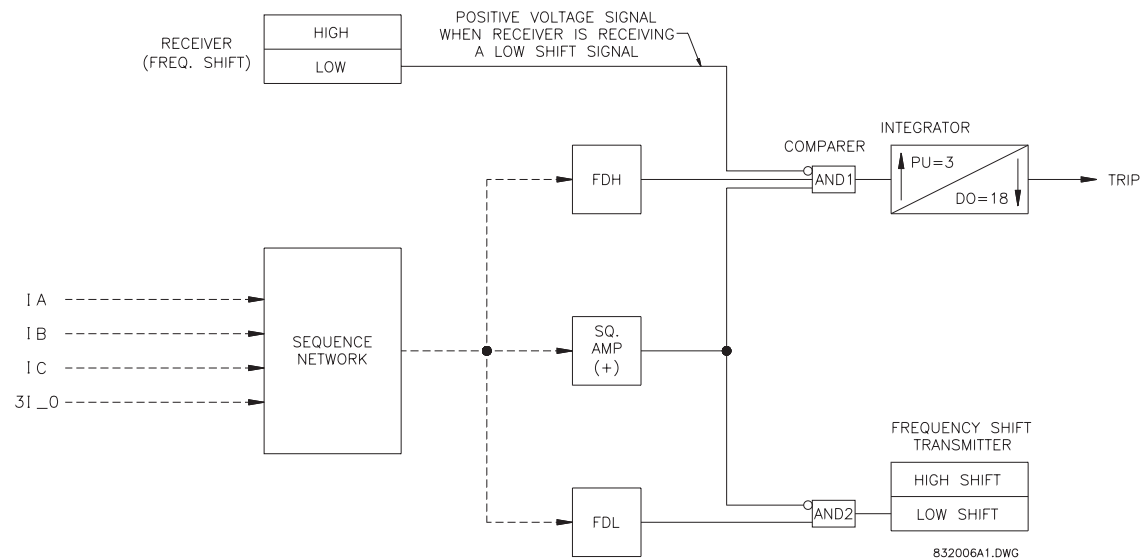 POSITIVE VOLTAGE SIGNAL
WHEN RECEIVER IS RECEIVING
A LOW SHIFT SIGNAL
RECEIVER
(FREQ. SHIFT)
HIGH
LOW
COMPARER
INTEGRATOR
FDH
AND1
PU=3
DO=18
TRIP
IA
IB
IC
3I_0
SEQUENCE
NETWORK
SQ.
AMP
(+)
FREQUENCY SHIFT
TRANSMITTER
HIGH SHIFT
LOW SHIFT
FDL
AND2
832006A1.DWG